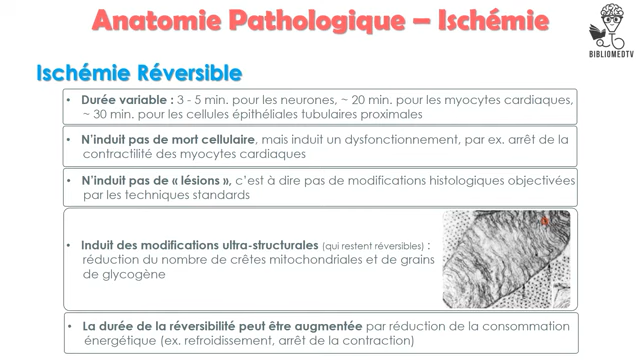 Anatomie Pathologique – Ischémie
BIBLIOMEDTV
Ischémie Réversible
• Durée variable : 3 - 5 min. pour les neurones, ~ 20 min. pour les myocytes cardiaques,
~ 30 min. pour les cellules épithéliales tubulaires proximales
• N'induit pas de mort cellulaire, mais induit un dysfonctionnement, par ex. arrêt de la
contractilité des myocytes cardiaques
• N'induit pas de « lésions », c'est à dire pas de modifications histologiques objectivées
par les techniques standards
• Induit des modifications ultra-structurales (qui restent réversibles) :
réduction du nombre de crêtes mitochondriales et de grains
de glycogène
• La durée de la réversibilité peut être augmentée par réduction de la consommation
énergétique (ex. refroidissement, arrêt de la contraction)